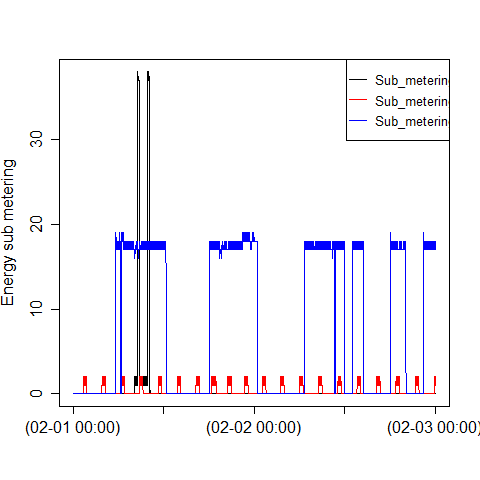 Sub_metering
Sub_metering
Sub_metering
Energy sub metering
30
20
10
0
(02-01 00:00)
(02-02 00:00)
(02-03 00:00)